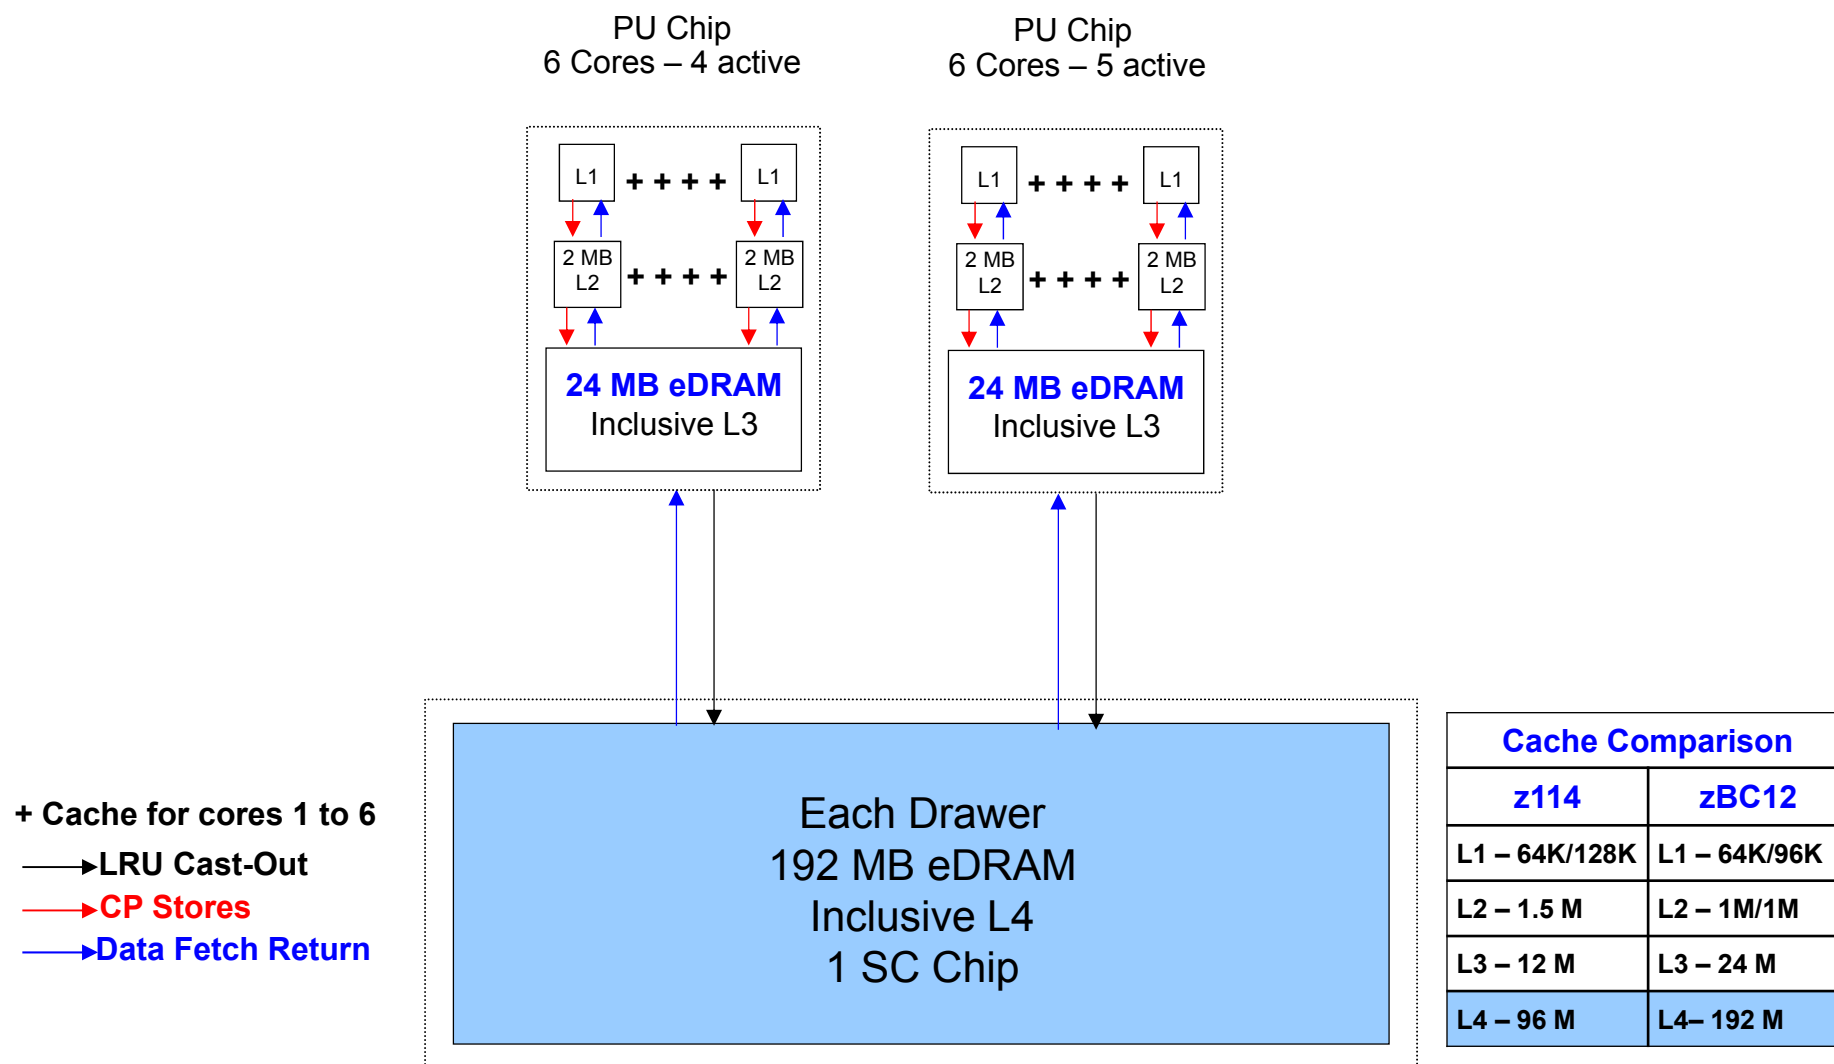 PU Chip
6 Cores – 4 active
PU Chip
6 Cores – 5 active
L1
+ + + +
L1
L1
+ + + +
L1
2 MB
L2
+ + + +
2 MB
L2
2 MB
L2
+ + + +
2 MB
L2
24 MB eDRAM
Inclusive L3
24 MB eDRAM
Inclusive L3
Each Drawer
192 MB eDRAM
Inclusive L4
1 SC Chip
+ Cache for cores 1 to 6
LRU Cast-Out
CP Stores
Data Fetch Return
Cache Comparison
z114 zBC12
L1 – 64K/128K L1 – 64K/96K
L2 – 1.5 M L2 – 1M/1M
L3 – 12 M L3 – 24 M
L4 – 96 M L4– 192 M